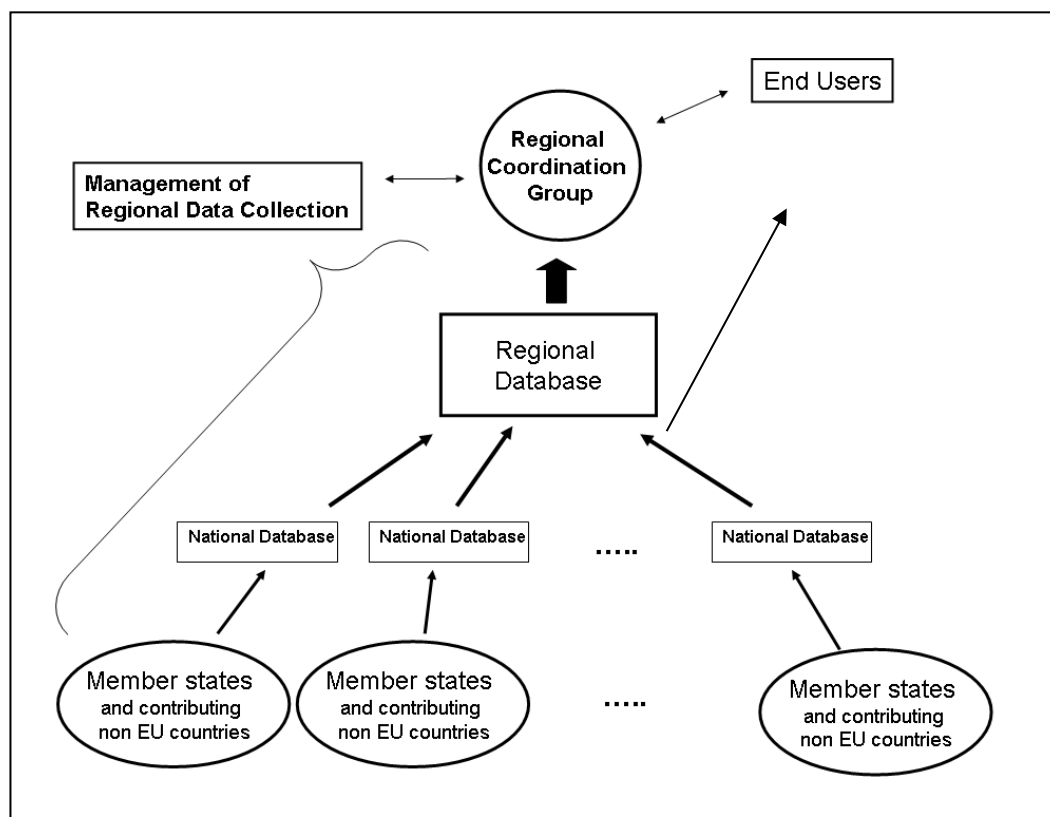 End Users
Regional
Coordination
Group
Management of
Regional Data Collection
Regional
Database
National Database
National Database
.....
National Database
Member states
and contributing
non EU countries
Member states
and contributing
non EU countries
.....
Member states
and contributing
non EU countries